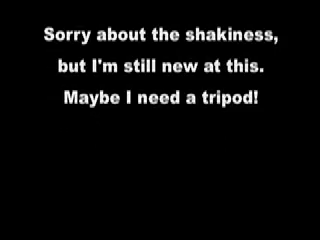 Sorry about the shakiness,
but I'm still new at this.
Maybe I need a tripod!